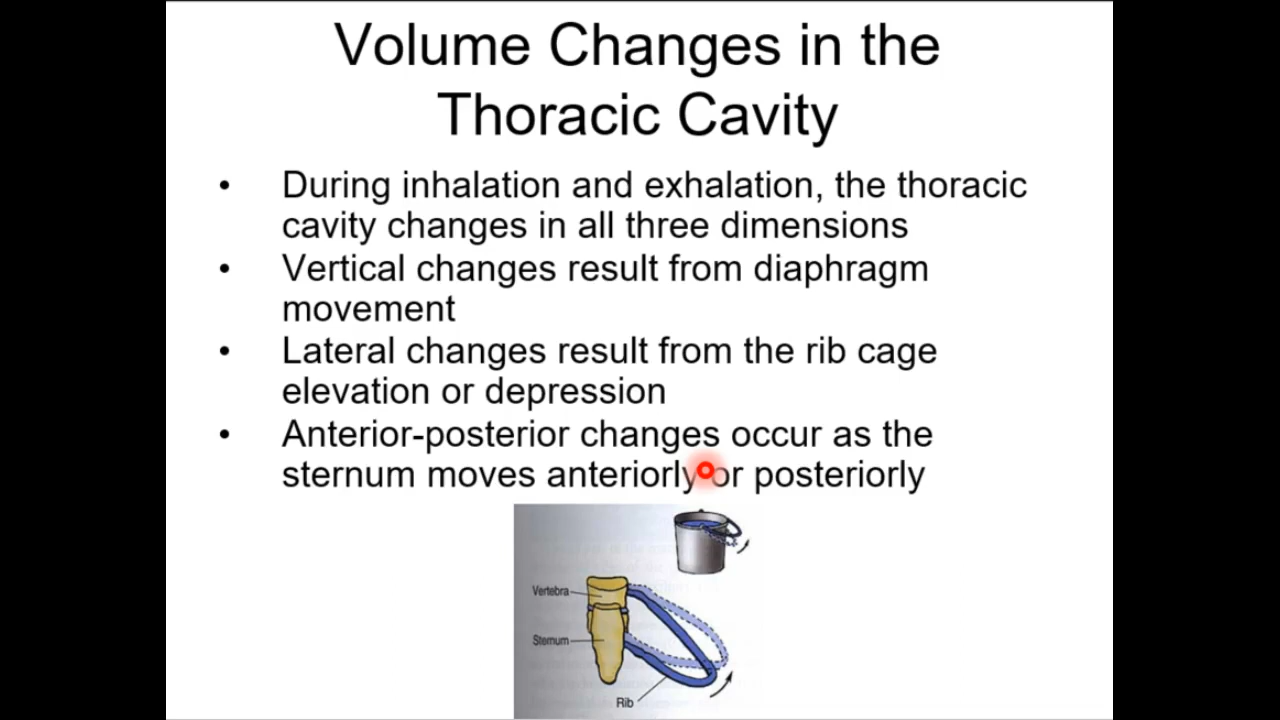 Volume Changes in the
Thoracic Cavity
• During inhalation and exhalation, the thoracic
cavity changes in all three dimensions
• Vertical changes result from diaphragm
movement
• Lateral changes result from the rib cage
elevation or depression
• Anterior-posterior changes occur as the
sternum moves anteriorly or posteriorly
Vertebra
Sternum
Rib